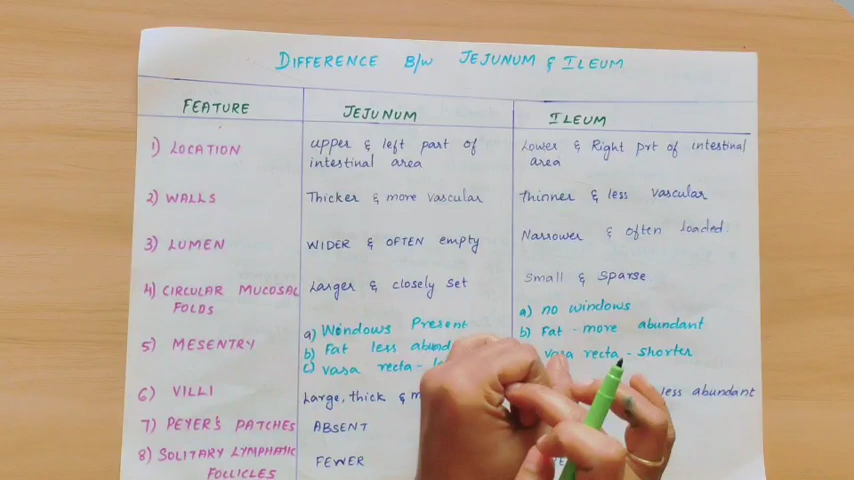 DIFFERENCE B/W JEJUNUM & ILEUM
FEATURE JEJUNUM ILEUM
1) LOCATION
upper & left part of
intestinal area
Lower & Right prt of intestinal
area
2) WALLS
Thicker & more vascular
thinner & less vascular
3) LUMEN
WIDER & OFTEN empty
Narrower & often loaded.
4) CIRCULAR MUCOSAL
FOLDS
Larger & closely set
Small & sparse
5) MESENTRY
a) Windows Present
b) Fat less
c) vasa recta -
a) no windows
b) Fat - more abundant
vasa recta - shorter
6) VILLI
Large, thick &
less abundant
7) PEYER'S PATCHES
ABSENT
8) SOLITARY LYMPHATIC
FOLLICLES
FEWER